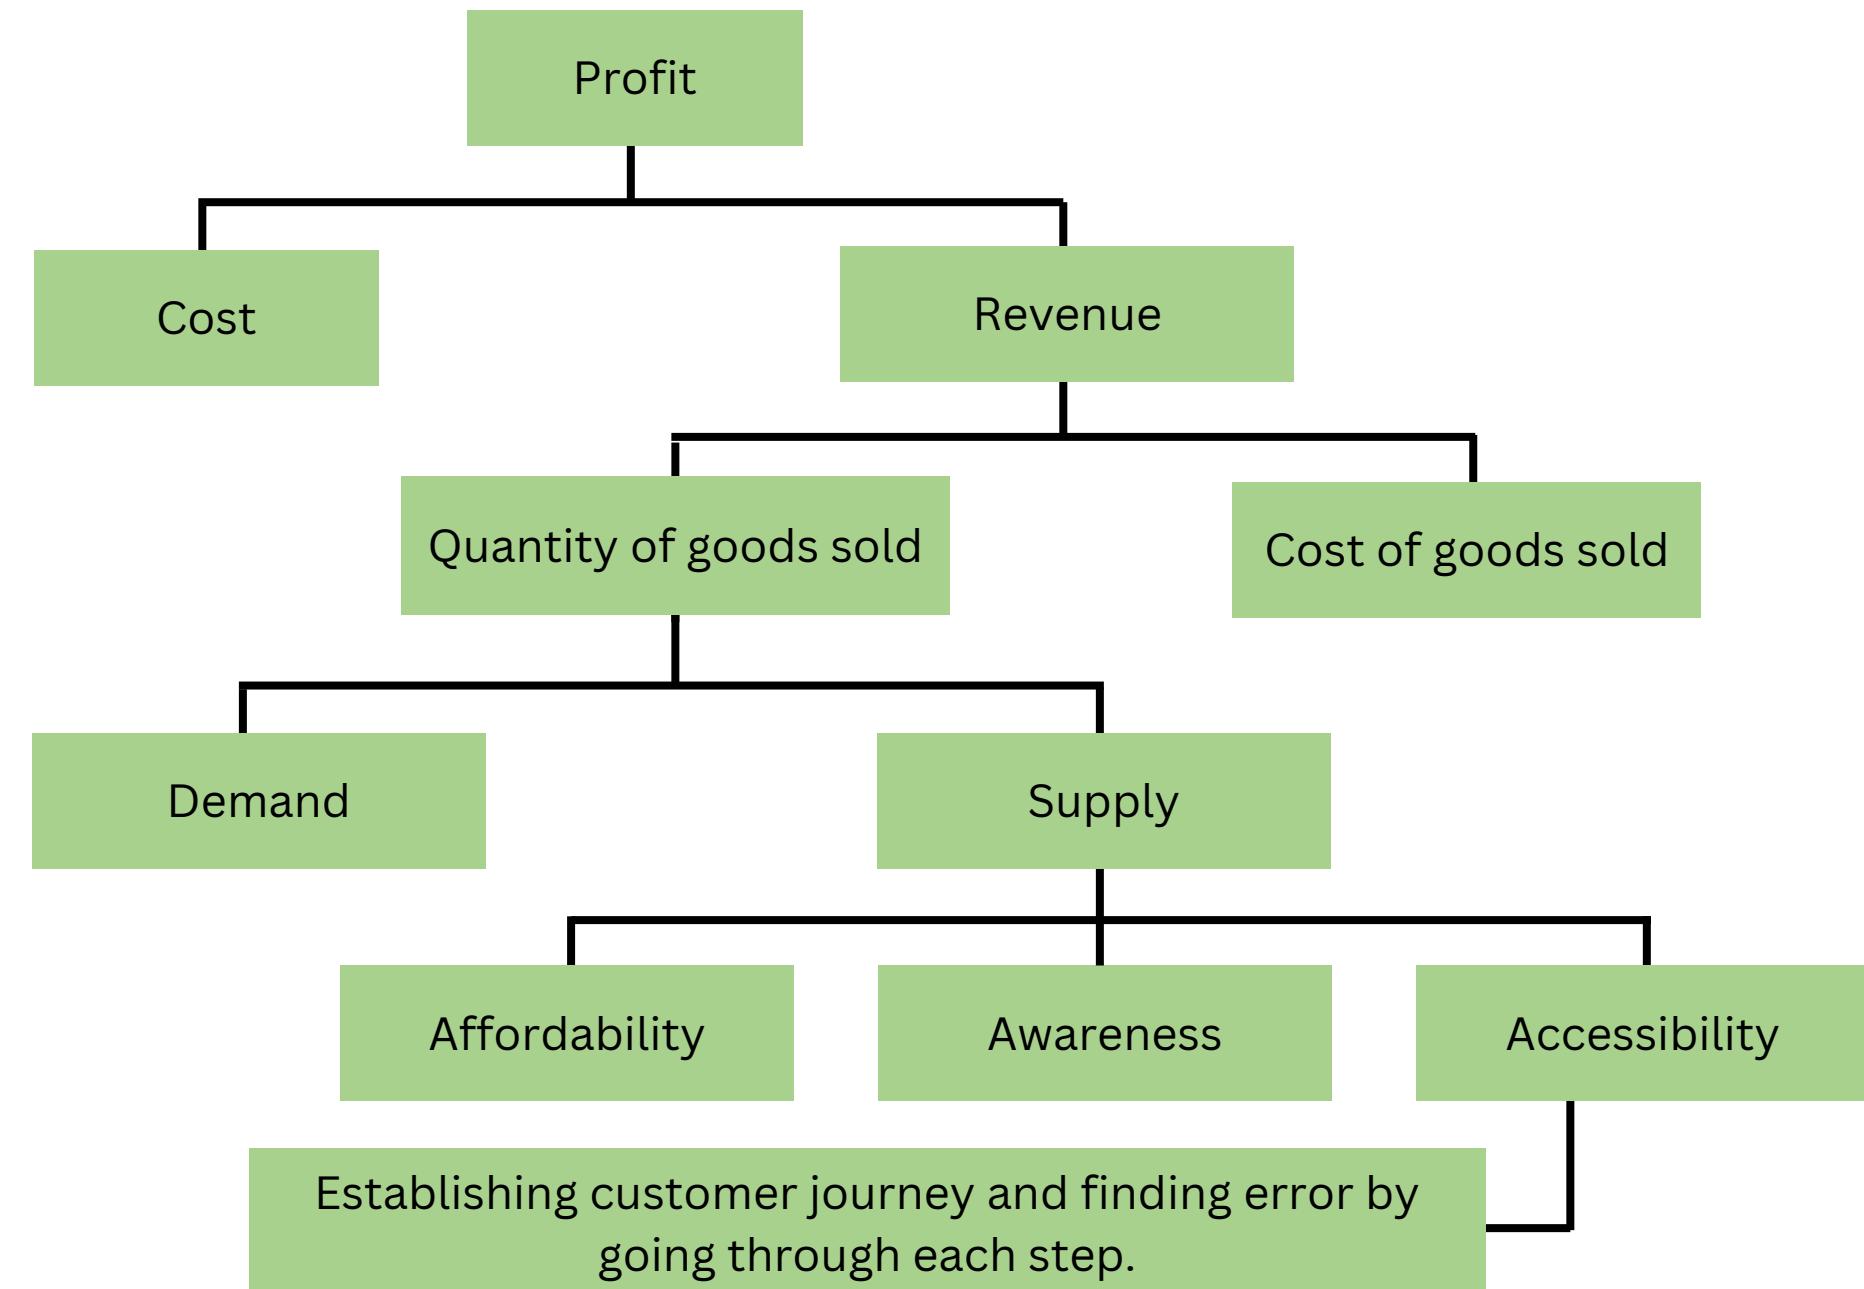 Profit
Cost
Revenue
Quantity of goods sold
Cost of goods sold
Demand
Supply
Affordability
Awareness
Accessibility
Establishing customer journey and finding error by
going through each step.